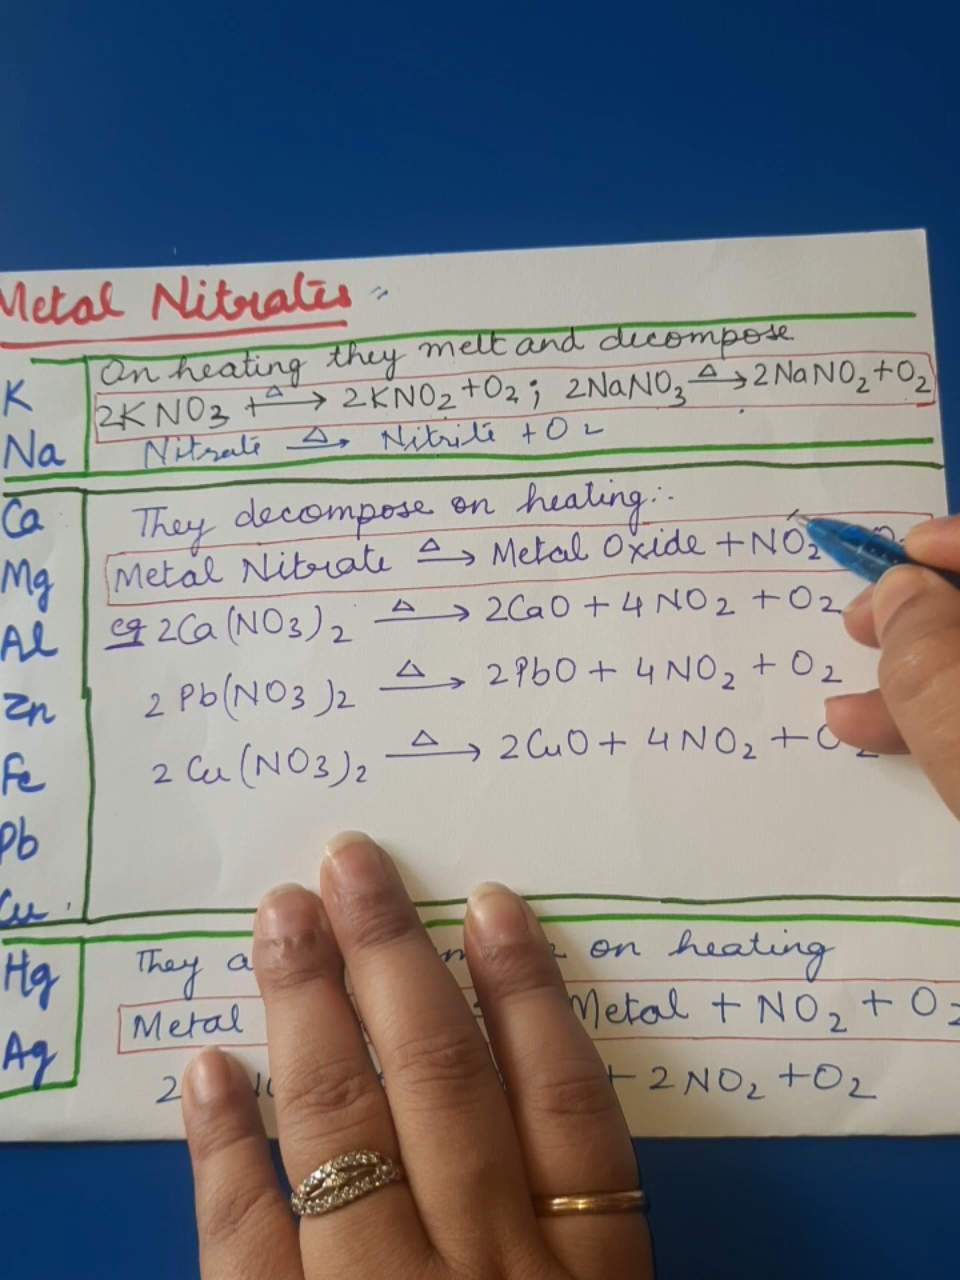 Metal Nitrates :-
K
On heating they melt and decompose
2KNO3 +△→ 2KNO2 + O2 ; 2NaNO3 △→ 2NaNO2 + O2
Na
Nitrate △→ Nitrite + O2
Ca
They decompose on heating:.
Mg
Metal Nitrate △→ Metal Oxide + NO2
Al
eg 2Ca(NO3)2 △→ 2CaO + 4NO2 + O2
Zn
2Pb(NO3)2 △→ 2PbO + 4NO2 + O2
Fe
2Cu(NO3)2 △→ 2CuO + 4NO2 +
Pb
Cu
Hg
They on heating
Metal Metal + NO2 + O2
Ag
2 + 2NO2 + O2